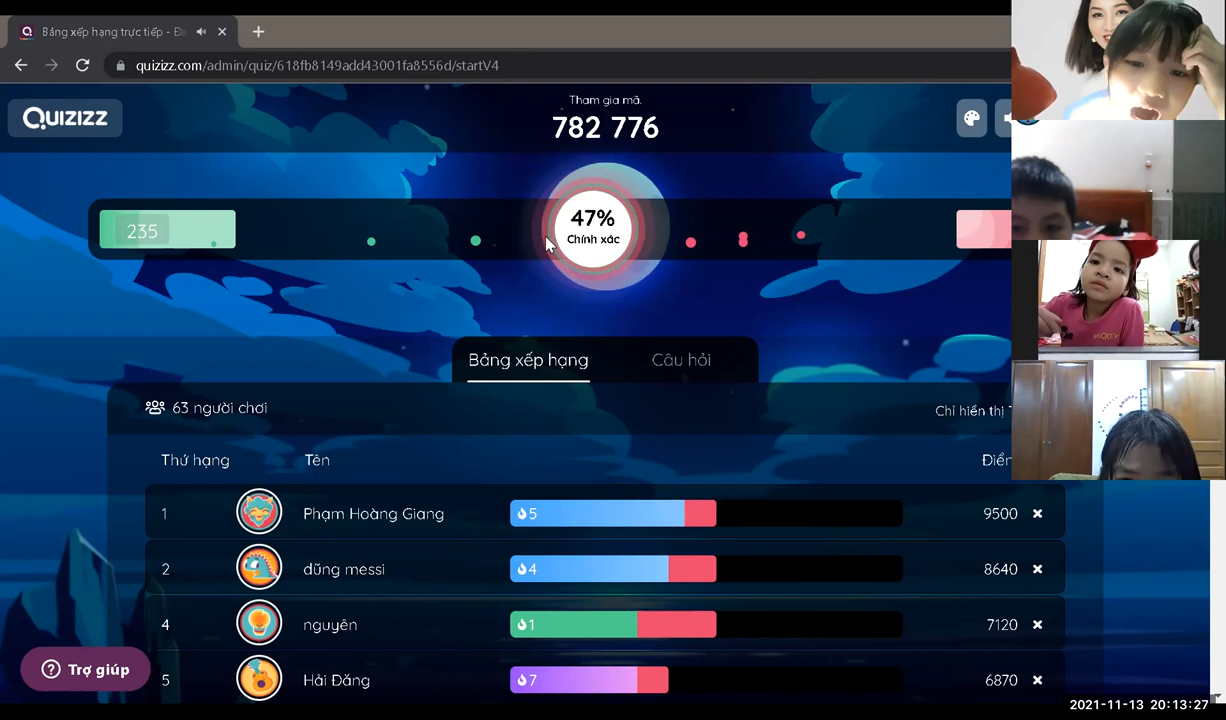 Bảng xếp hạng trực tiếp - Đa
quizizz.com/admin/quiz/618fb8149add43001fa8556d/startV4
QUIZIZZ
Tham gia mã.
782 776
235
47%
Chính xác
Bảng xếp hạng
Câu hỏi
63 người chơi
Chỉ hiển thị T
Thứ hạng
Tên
Điển
1 Phạm Hoàng Giang 5 9500
2 dũng messi 4 8640
4 nguyên 1 7120
5 Hải Đăng 7 6870
Trợ giúp
2021-11-13 20:13:27